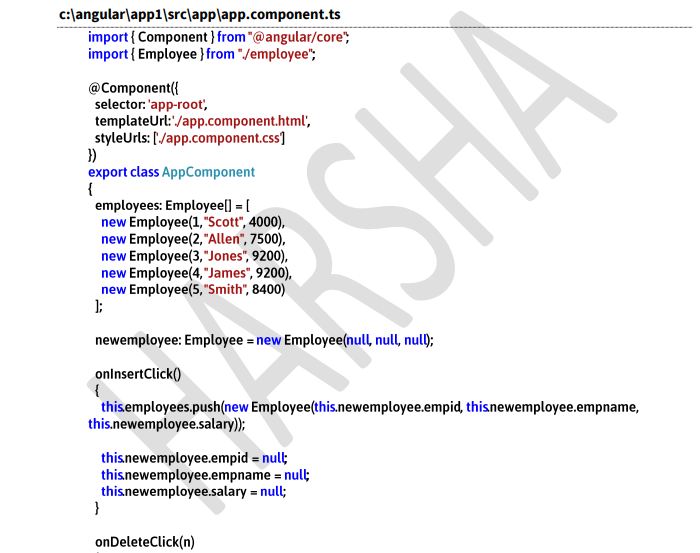 c:\angular\app1\src\app\app.component.ts
import { Component } from "@angular/core";
import { Employee } from "./employee";
@Component({
selector: 'app-root',
templateUrl:'./app.component.html',
styleUrls: ['./app.component.css']
})
export class AppComponent
{
employees: Employee[] = [
new Employee(1, "Scott", 4000),
new Employee(2, "Allen", 7500),
new Employee(3, "Jones", 9200),
new Employee(4, "James", 9200),
new Employee(5, "Smith", 8400)
];
newemployee: Employee = new Employee(null, null, null);
onInsertClick()
{
this.employees.push(new Employee(this.newemployee.empid, this.newemployee.empname,
this.newemployee.salary));
this.newemployee.empid = null;
this.newemployee.empname = null;
this.newemployee.salary = null;
}
onDeleteClick(n)
HARSHA